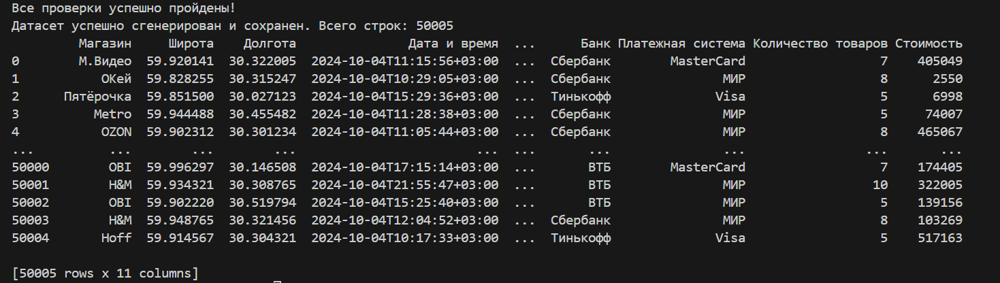 Все проверки успешно пройдены!
Датасет успешно сгенерирован и сохранен. Всего строк: 50005
Магазин Широта Долгота Дата и время ... Банк Платежная система Количество товаров Стоимость
0 М.Видео 59.920141 30.322005 2024-10-04T11:15:56+03:00 ... Сбербанк MasterCard 7 405049
1 ОКей 59.828255 30.315247 2024-10-04T10:29:05+03:00 ... Сбербанк МИР 8 2550
2 Пятёрочка 59.851500 30.027123 2024-10-04T15:29:36+03:00 ... Тинькофф Visa 5 6998
3 Metro 59.944488 30.455482 2024-10-04T11:28:38+03:00 ... Сбербанк МИР 5 74007
4 OZON 59.902312 30.301234 2024-10-04T11:05:44+03:00 ... Сбербанк МИР 8 465067
... ... ... ... ... ... ... ... ... ...
50000 OBI 59.996297 30.146508 2024-10-04T17:15:14+03:00 ... ВТБ MasterCard 7 174405
50001 H&M 59.934321 30.308765 2024-10-04T21:55:47+03:00 ... ВТБ МИР 10 322005
50002 OBI 59.902220 30.519794 2024-10-04T15:25:40+03:00 ... ВТБ МИР 5 139156
50003 H&M 59.948765 30.321456 2024-10-04T12:04:52+03:00 ... Сбербанк МИР 8 103269
50004 Hoff 59.914567 30.304321 2024-10-04T10:17:33+03:00 ... Тинькофф Visa 5 517163
[50005 rows x 11 columns]